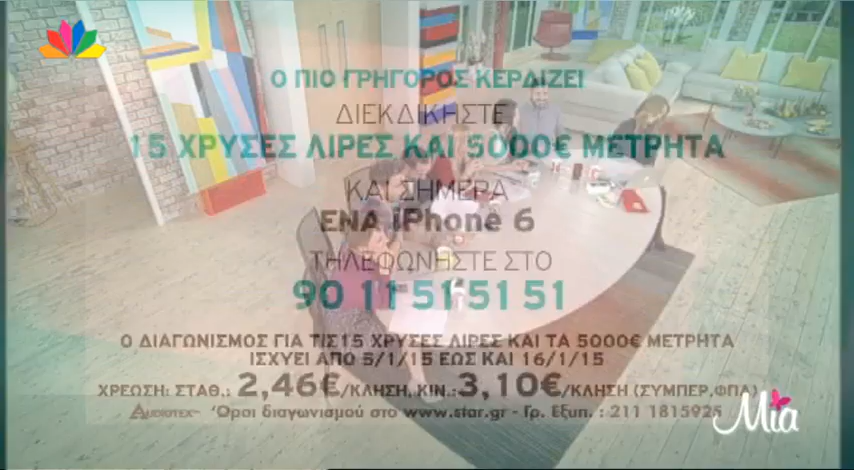 Ο ΠΙΟ ΓΡΗΓΟΡΟΣ ΚΕΡΔΙΖΕΙ
ΔΙΕΚΔΙΚΗΣΤΕ
15 ΧΡΥΣΕΣ ΛΙΡΕΣ ΚΑΙ 5000€ ΜΕΤΡΗΤΑ
ΚΑΙ ΣΗΜΕΡΑ
ΕΝΑ iPhone 6
ΤΗΛΕΦΩΝΗΣΤΕ ΣΤΟ
90 11 51 51 51
Ο ΔΙΑΓΩΝΙΣΜΟΣ ΓΙΑ ΤΙΣ15 ΧΡΥΣΕΣ ΛΙΡΕΣ ΚΑΙ ΤΑ 5000€ ΜΕΤΡΗΤΑ
ΙΣΧΥΕΙ ΑΠΟ 5/1/15 ΕΩΣ ΚΑΙ 16/1/15
ΧΡΕΩΣΗ: ΣΤΑΘ.: 2,46€/ΚΛΗΣΗ, ΚΙΝ.:3,10€/ΚΛΗΣΗ (ΣΥΜΠΕΡ.ΦΠΑ)
AUDIOTEX - Όροι διαγωνισμού στο www.star.gr - Γρ. Εξυπ. : 211 1815925
Μία